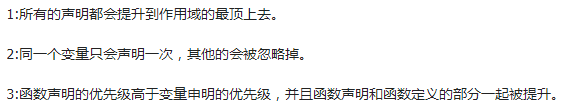 1:所有的声明都会提升到作用域的最顶上去。
2:同一个变量只会声明一次，其他的会被忽略掉。
3:函数声明的优先级高于变量申明的优先级，并且函数声明和函数定义的部分一起被提升。